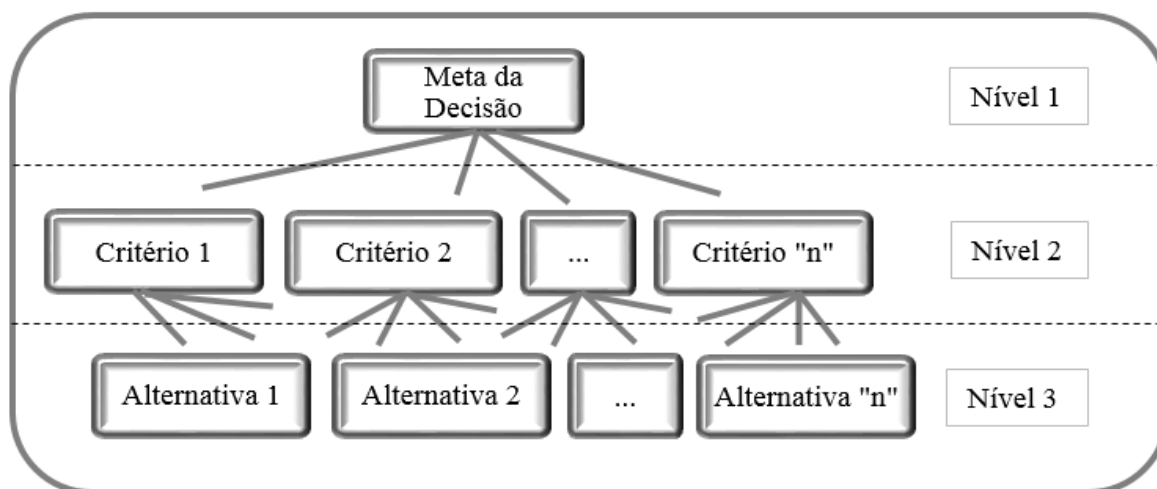 Meta da
Decisão
Nível 1
Critério 1
Critério 2
...
Critério "n"
Nível 2
Alternativa 1
Alternativa 2
...
Alternativa "n"
Nível 3